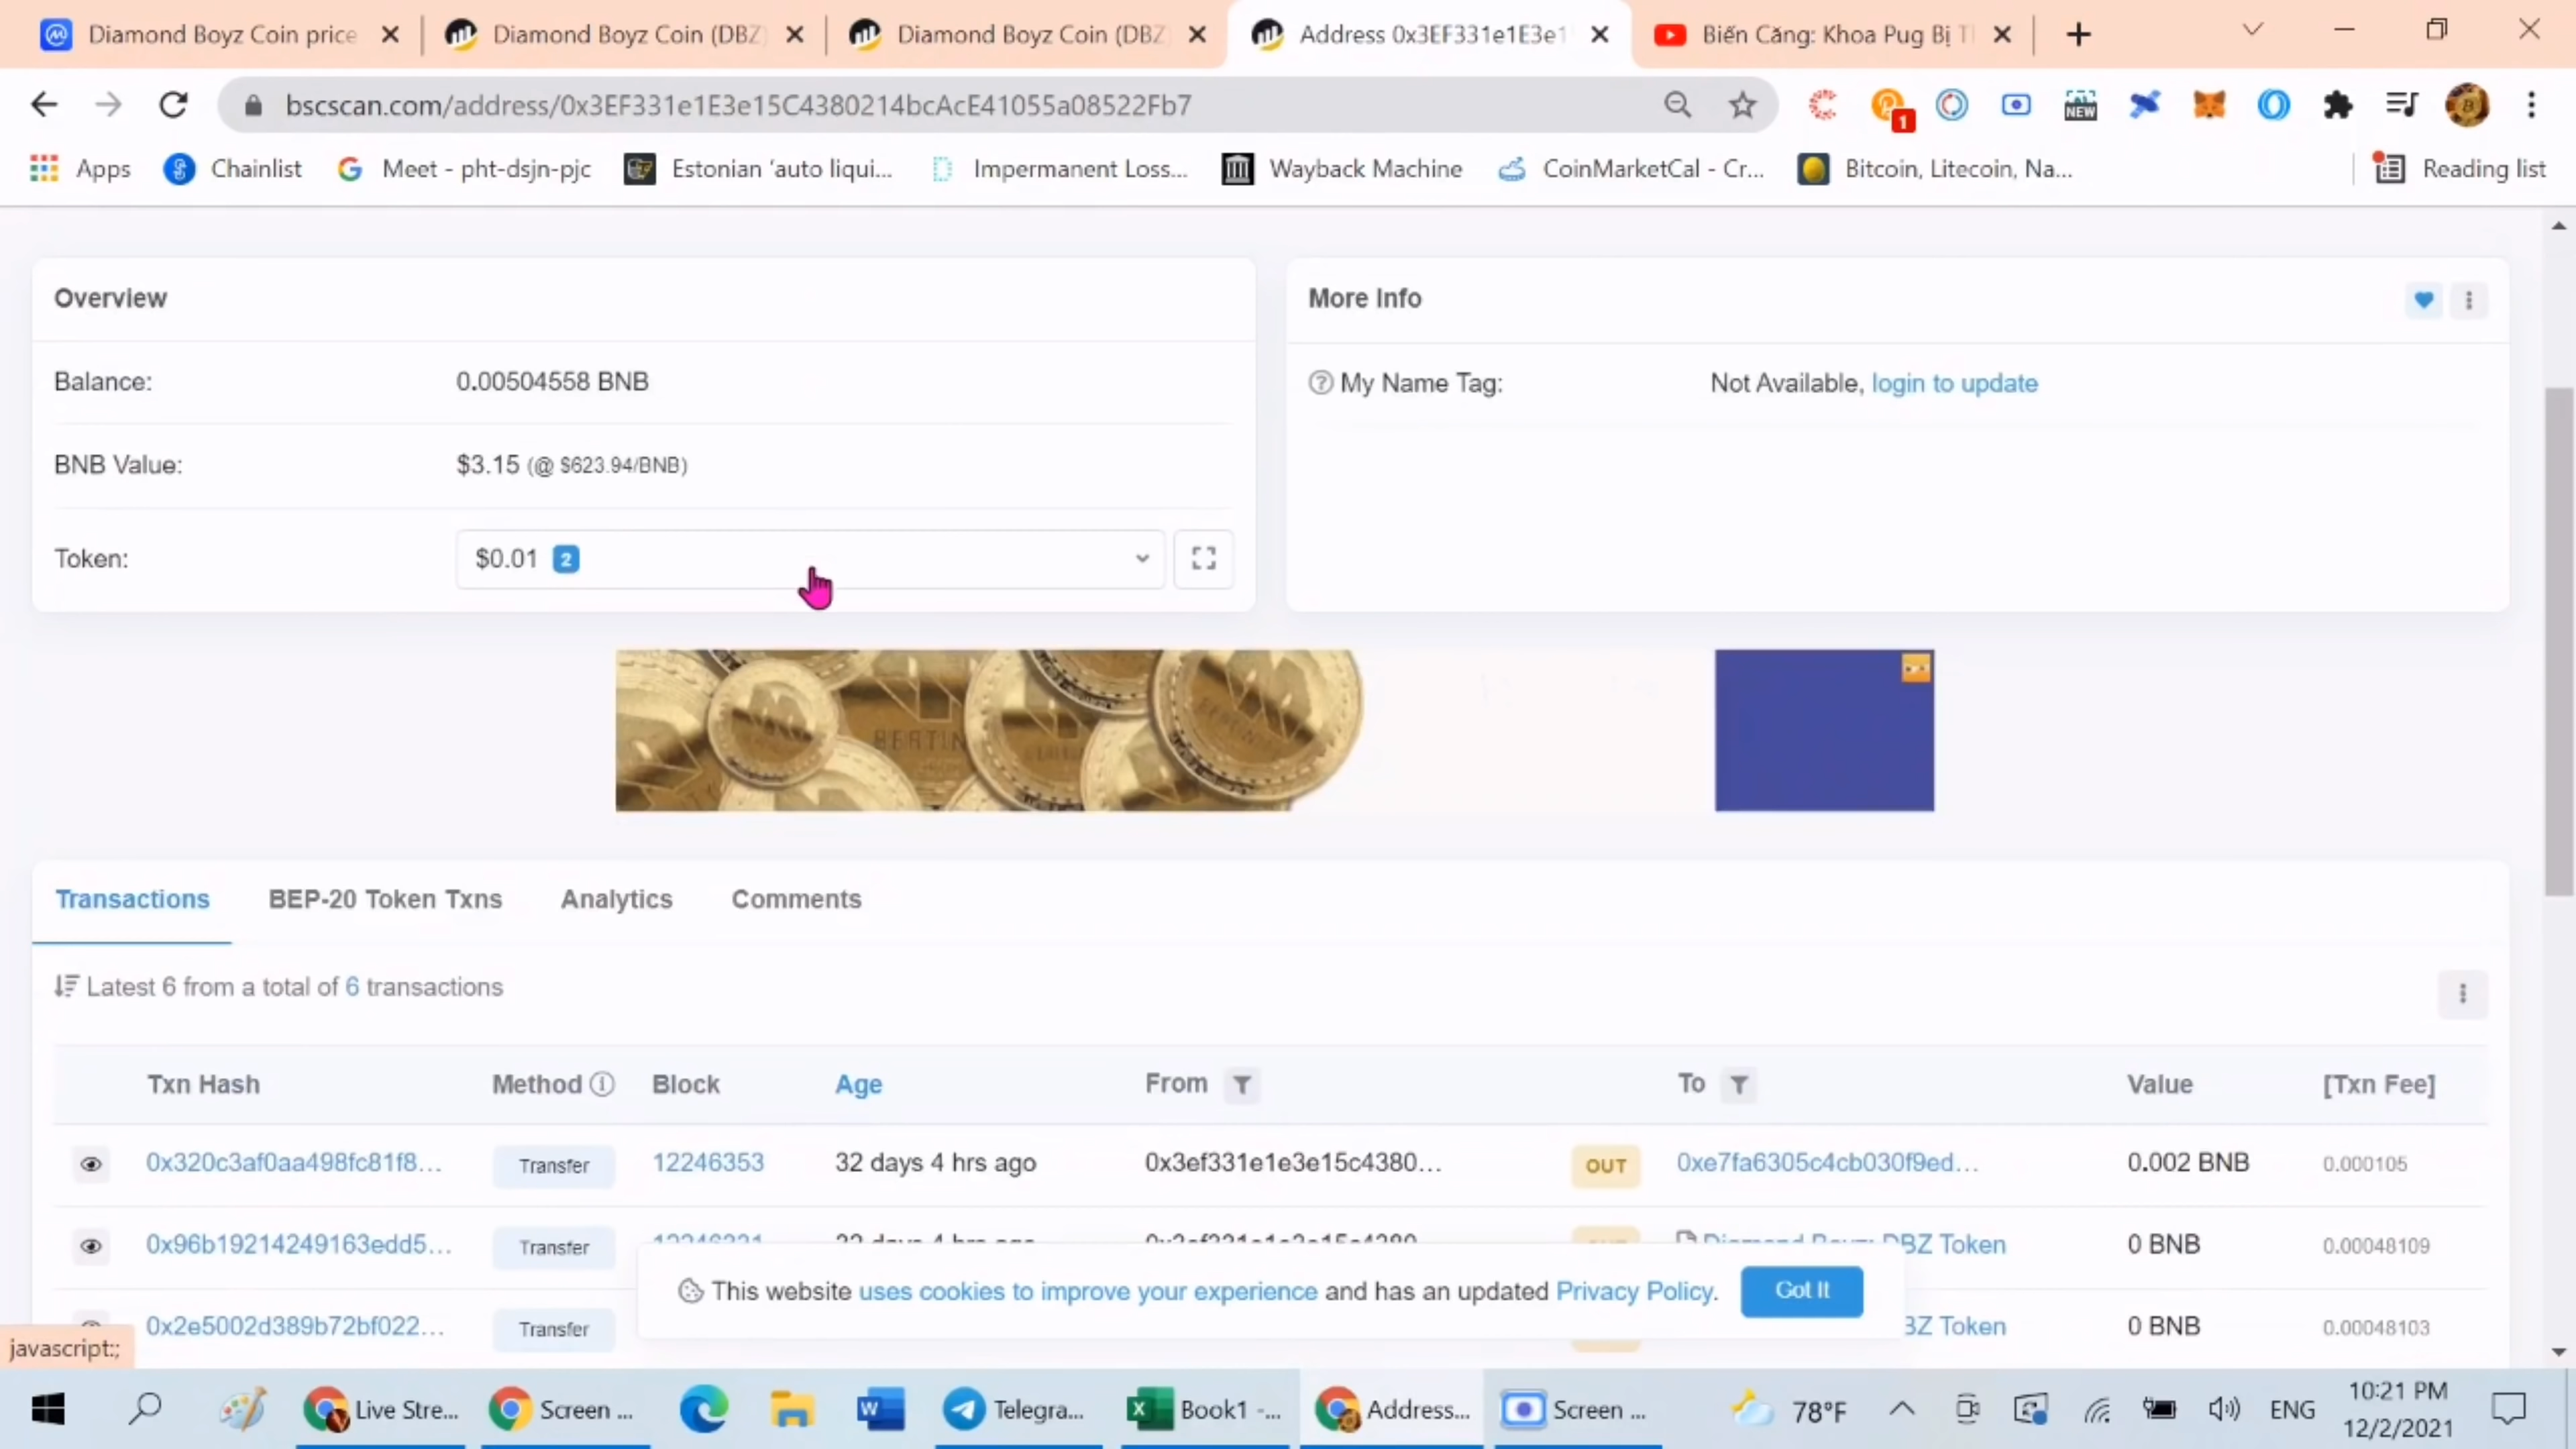 Diamond Boyz Coin price
Diamond Boyz Coin (DBZ)
Diamond Boyz Coin (DBZ
Address 0x3EF331e1E3e1
Biến Căng: Khoa Pug Bị T
bscscan.com/address/0x3EF331e1E3e15C4380214bcAcE41055a08522Fb7
1
NEW
Apps
Chainlist
Meet - pht-dsjn-pjc
Estonian ‘auto liqui...
Impermanent Loss...
Wayback Machine
CoinMarketCal - Cr...
Bitcoin, Litecoin, Na...
Reading list
Overview
More Info
Balance:
0.00504558 BNB
My Name Tag:
Not Available, login to update
BNB Value:
$3.15 (@ $623.94/BNB)
Token:
$0.01 2
Transactions
BEP-20 Token Txns
Analytics
Comments
Latest 6 from a total of 6 transactions
Txn Hash
Method
Block
Age
From
To
Value
[Txn Fee]
0x320c3af0aa498fc81f8...
Transfer
12246353
32 days 4 hrs ago
0x3ef331e1e3e15c4380...
OUT
0xe7fa6305c4cb030f9ed...
0.002 BNB
0.000105
0x96b19214249163edd5...
Transfer
Diamond Boyz: DBZ Token
0 BNB
0.00048109
This website uses cookies to improve your experience and has an updated Privacy Policy.
Got It
0x2e5002d389b72bf022...
Transfer
BZ Token
0 BNB
0.00048103
javascript:;
Live Stre...
Screen ...
Telegra...
Book1 -...
Address...
Screen ...
78°F
ENG
10:21 PM
12/2/2021